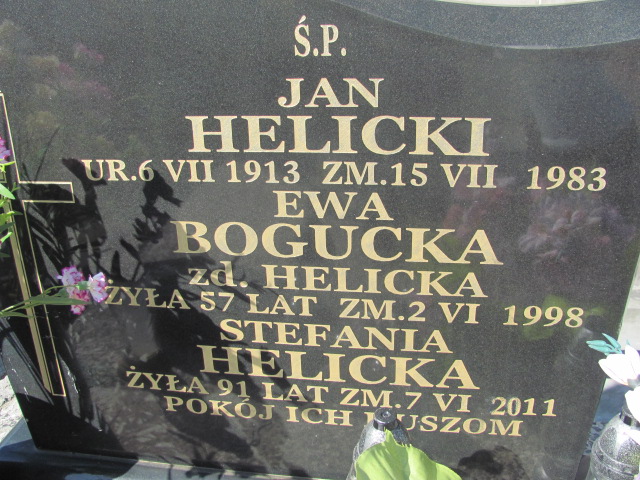 Ś.P.
JAN
HELICKI
UR.6 VII 1913 ZM.15 VII 1983
EWA
BOGUCKA
zd. HELICKA
ŻYŁA 57 LAT ZM.2 VI 1998
STEFANIA
HELICKA
ŻYŁA 91 LAT ZM.7 VI 2011
POKÓJ ICH DUSZOM